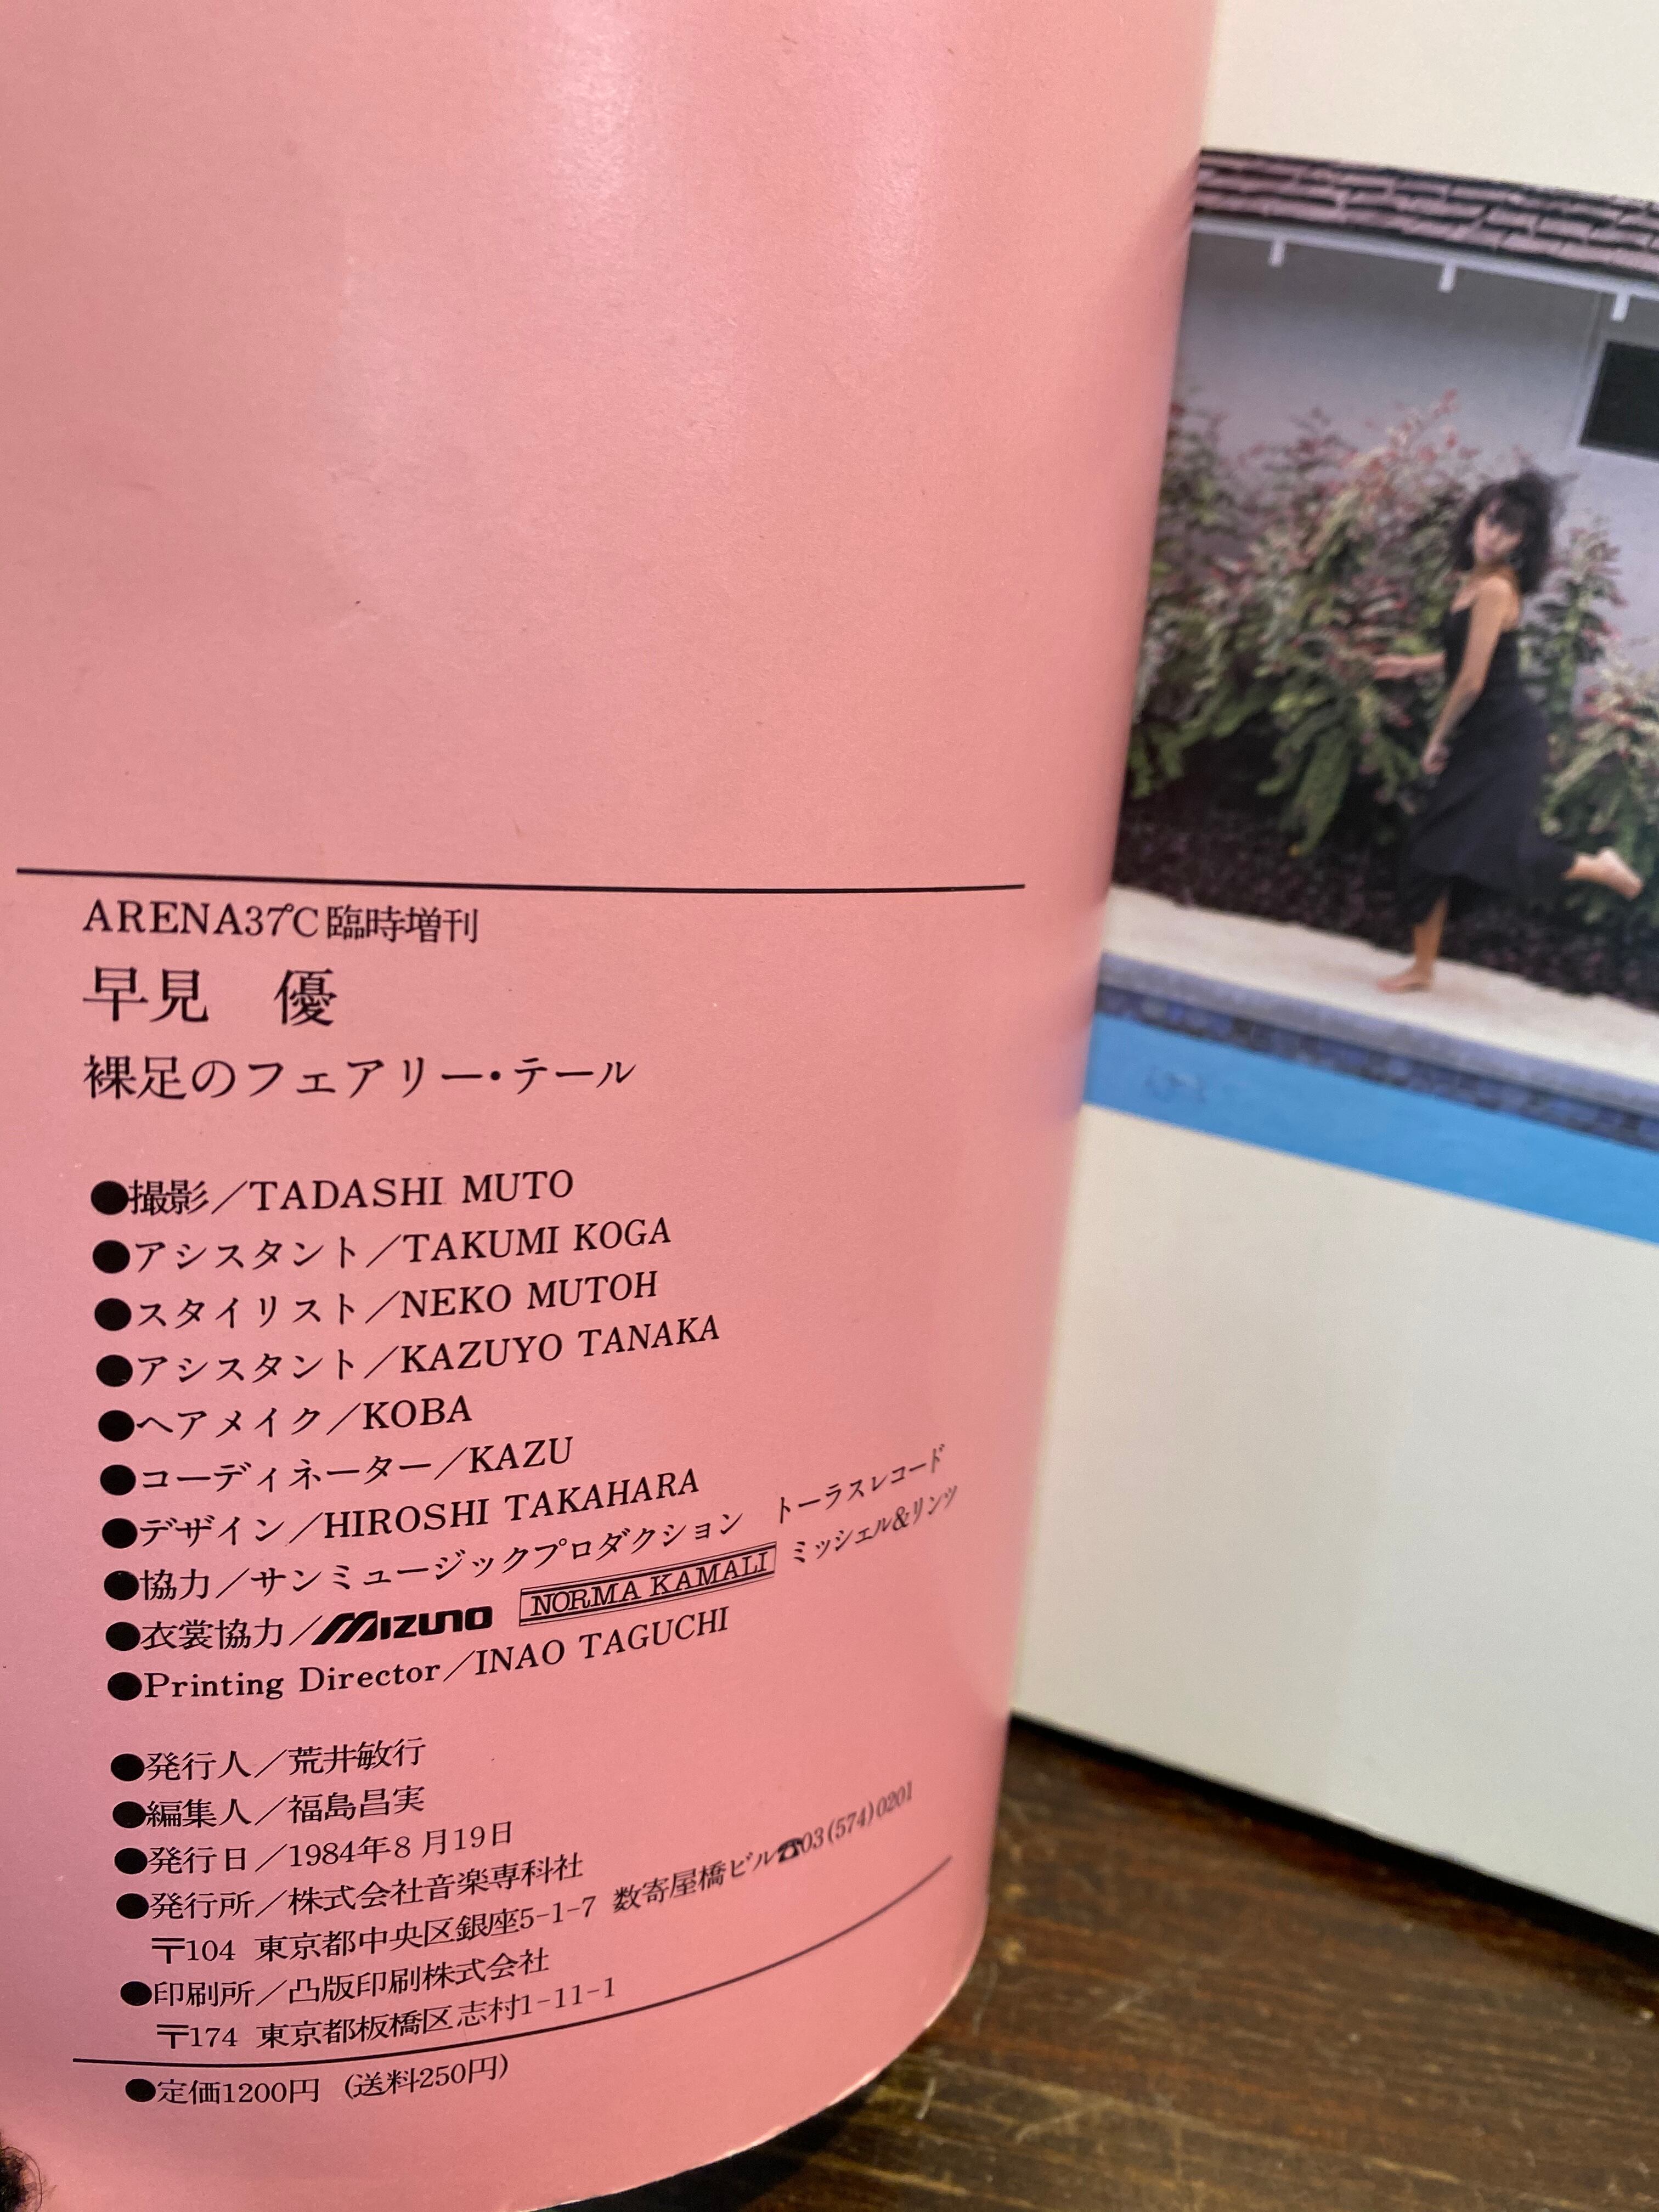 ARENA37℃臨時増刊
早見　優
裸足のフェアリー・テール
●撮影／TADASHI MUTO
●アシスタント／TAKUMI KOGA
●スタイリスト／NEKO MUTOH
●アシスタント／KAZUYO TANAKA
●ヘアメイク／KOBA
●コーディネーター／KAZU
●デザイン／HIROSHI TAKAHARA
●協力／サンミュージックプロダクション　トーラスレコード
●衣裳協力／MIZUNO　NORMA KAMALI　ミッシェル&リンツ
●Printing Director／INAO TAGUCHI
●発行人／荒井敏行
●編集人／福島昌実
●発行日／1984年8月19日
●発行所／株式会社音楽専科社
〒104 東京都中央区銀座5-1-7 数寄屋橋ビル☎03(574)0201
●印刷所／凸版印刷株式会社
〒174 東京都板橋区志村1-11-1
●定価1200円 (送料250円)